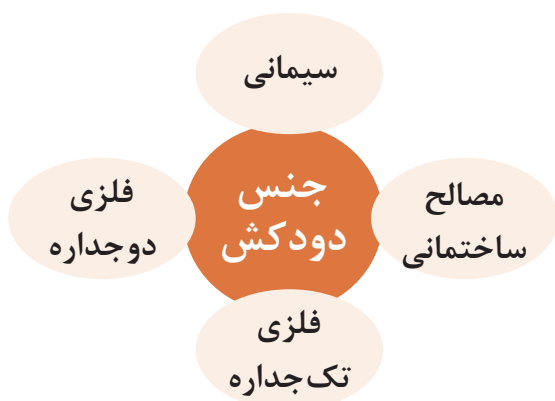 سیمانی
جنس
دودکش
مصالح
ساختمانی
فلزی
دوجداره
فلزی
تک‌جداره